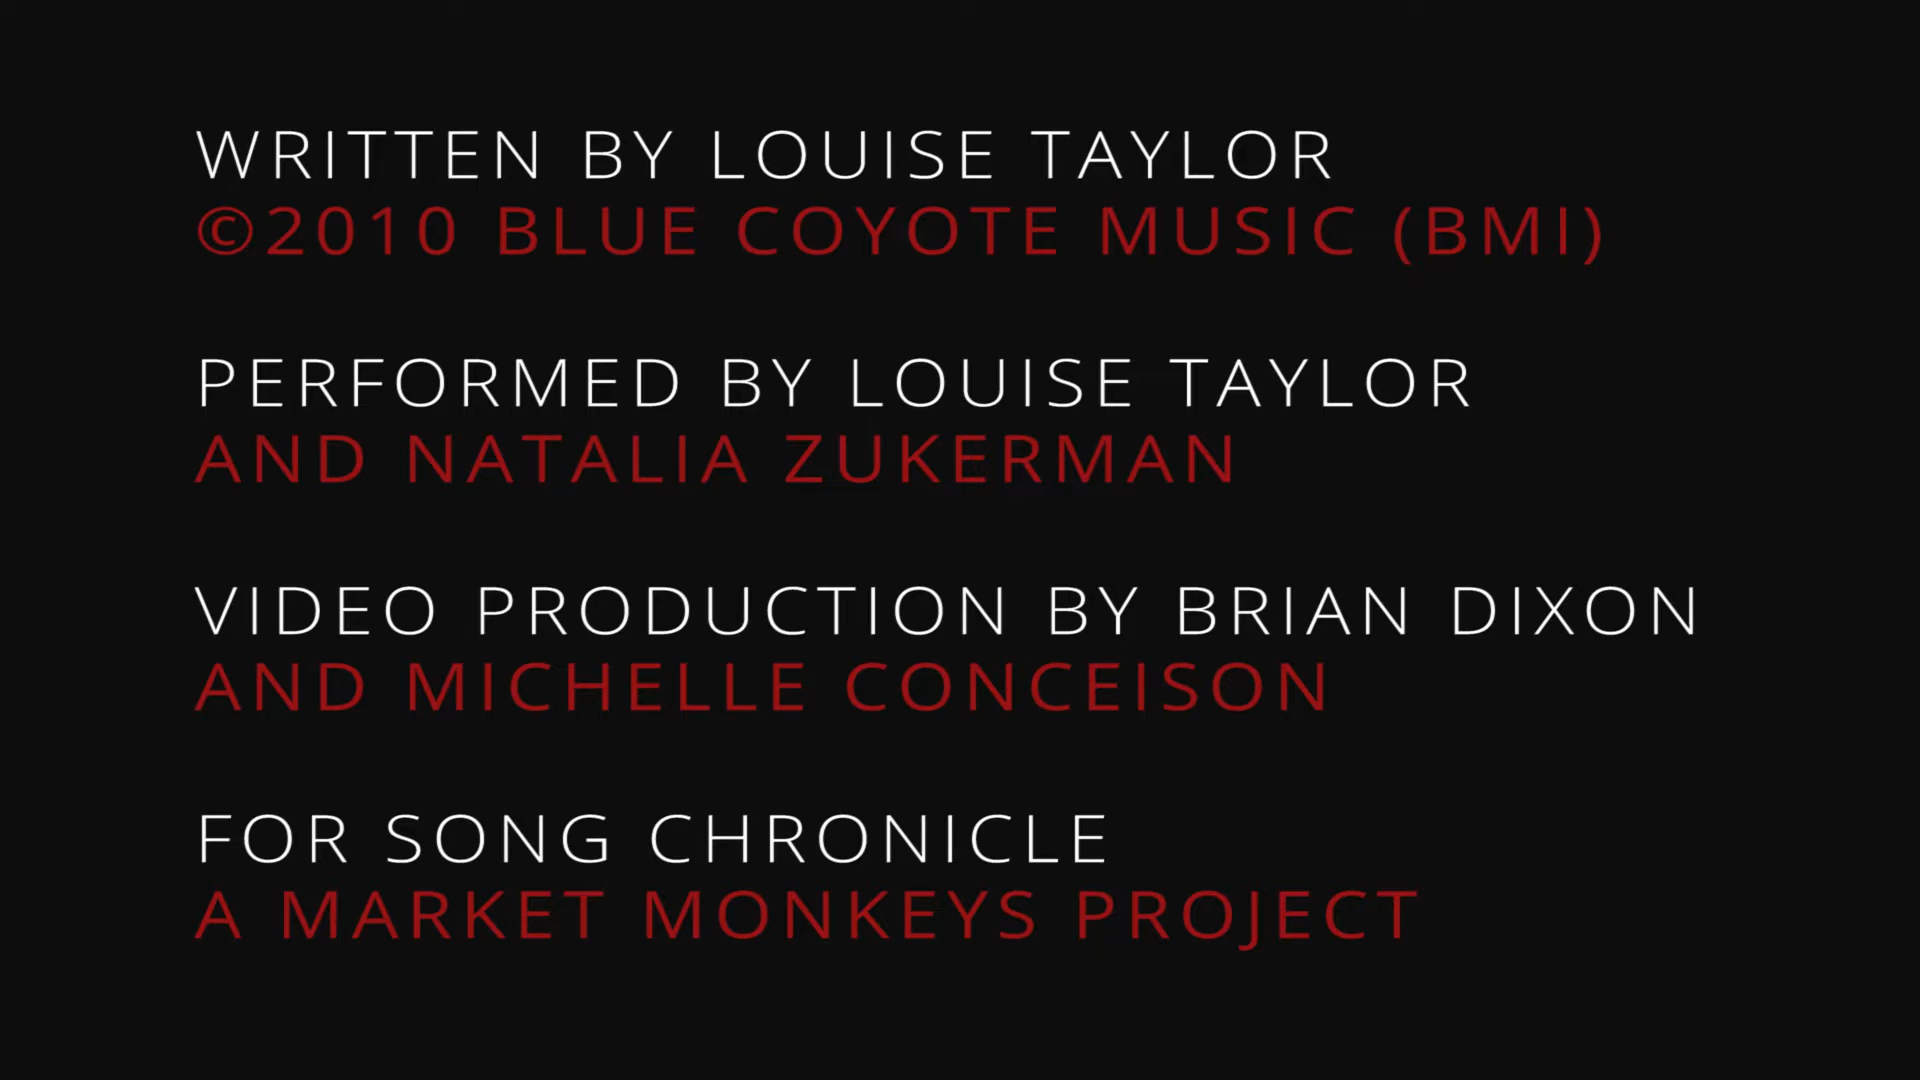 WRITTEN BY LOUISE TAYLOR
©2010 BLUE COYOTE MUSIC (BMI)
PERFORMED BY LOUISE TAYLOR
AND NATALIA ZUKERMAN
VIDEO PRODUCTION BY BRIAN DIXON
AND MICHELLE CONCEISON
FOR SONG CHRONICLE
A MARKET MONKEYS PROJECT